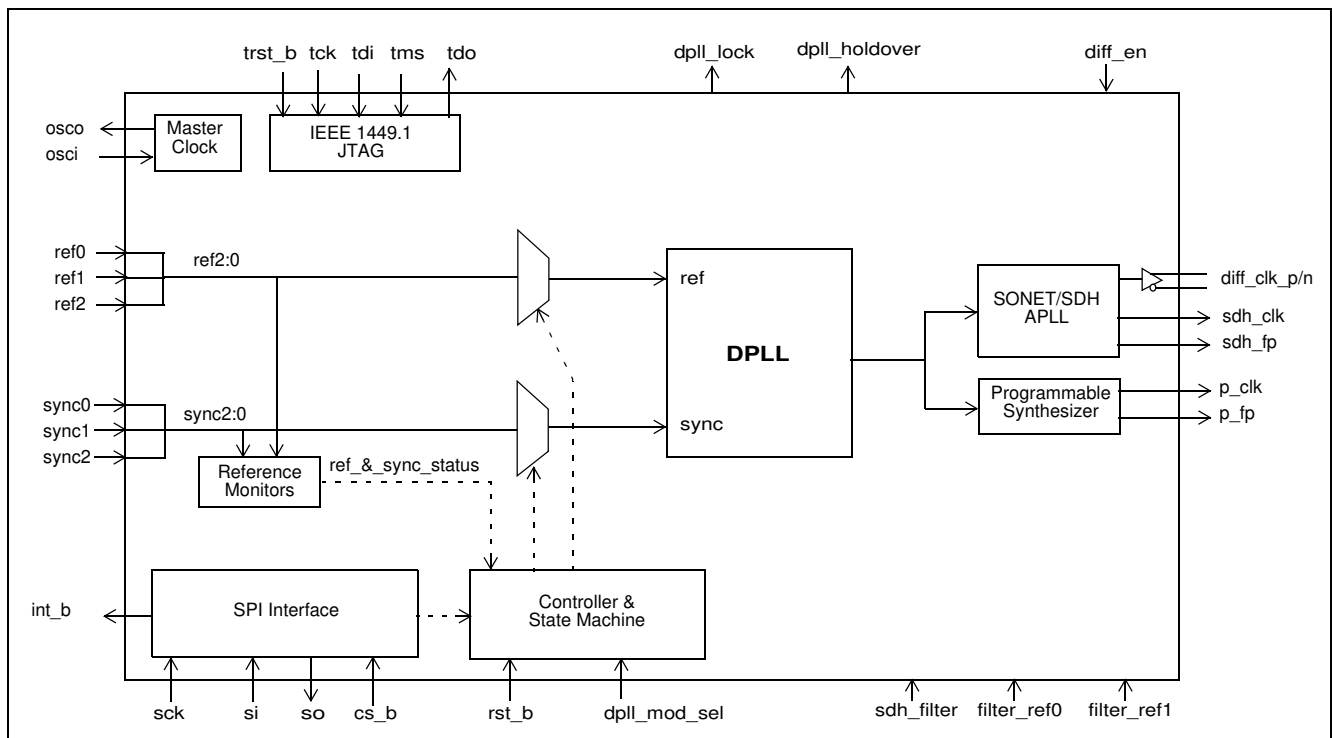 trst_b tck tdi tms tdo dpll_lock dpll_holdover diff_en
osco
osci
Master
Clock
IEEE 1449.1
JTAG
ref0
ref1
ref2
ref2:0
ref
DPLL
sync
SONET/SDH
APLL
diff_clk_p/n
sdh_clk
sdh_fp
Programmable
Synthesizer
p_clk
p_fp
sync0
sync1
sync2
sync2:0
Reference
Monitors
ref_&_sync_status
int_b
SPI Interface
Controller &
State Machine
sck si so cs_b rst_b dpll_mod_sel sdh_filter filter_ref0 filter_ref1